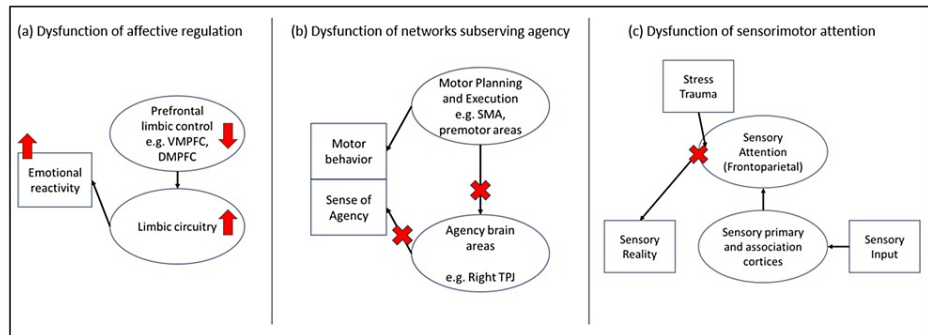 (a) Dysfunction of affective regulation
Prefrontal
limbic control
e.g. VMPFC,
DMPFC
Emotional
reactivity
Limbic circuitry
(b) Dysfunction of networks subserving agency
Motor Planning
and Execution
e.g. SMA,
premotor areas
Motor
behavior
Sense of
Agency
Agency brain
areas
e.g. Right TPJ
(c) Dysfunction of sensorimotor attention
Stress
Trauma
Sensory
Attention
(Frontoparietal)
Sensory
Reality
Sensory primary
and association
cortices
Sensory
Input